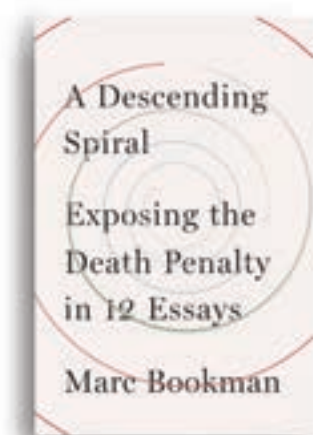 A Descending
Spiral
Exposing the
Death Penalty
in 12 Essays
Marc Bookman